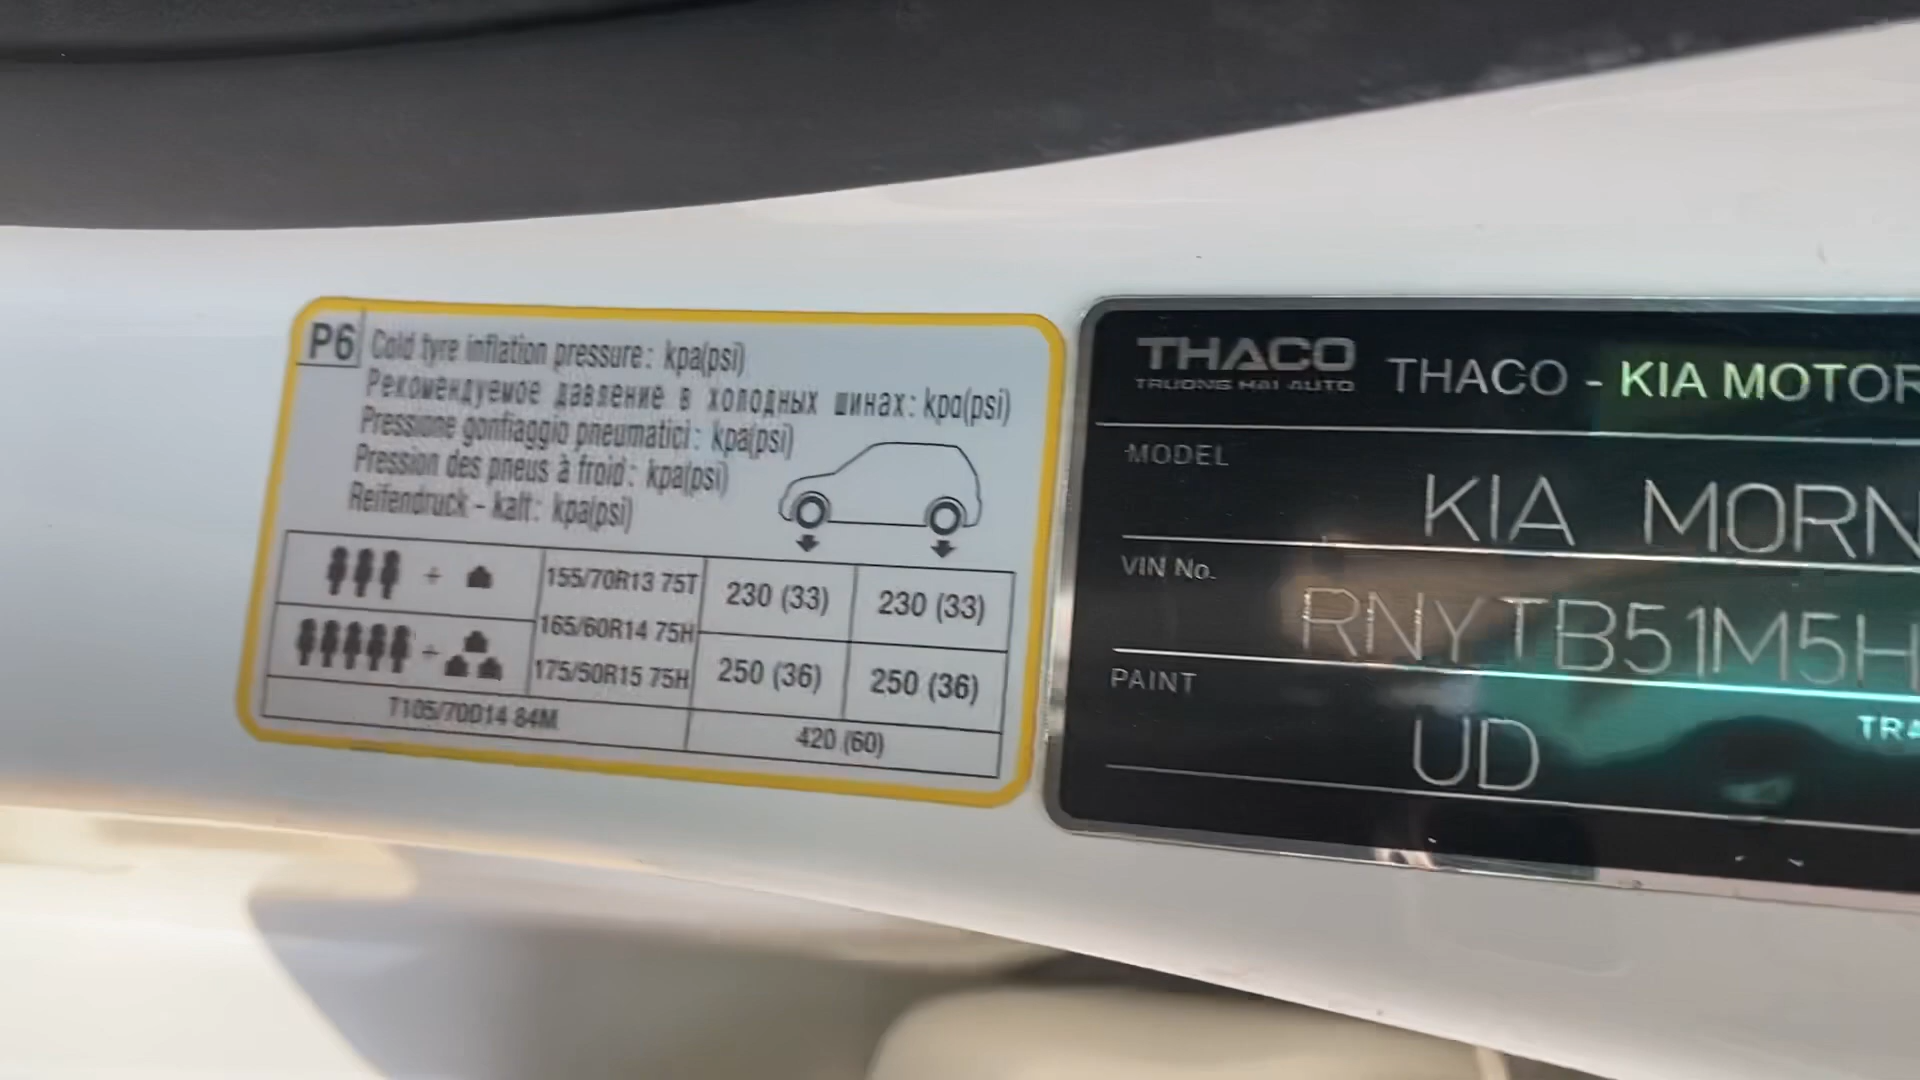 P6
Cold tyre inflation pressure: kpa(psi)
Рекомендуемое давление в холодных шинах: kpa(psi)
Pressione gonfiaggio pneumatici: kpa(psi)
Pression des pneus à froid: kpa(psi)
Reifendruck - kalt: kpa(psi)
+ 155/70R13 75T 230 (33) 230 (33)
165/60R14 75H
+ 175/50R15 75H 250 (36) 250 (36)
T105/70D14 84M 420 (60)
THACO
TRUONG HAI AUTO
THACO - KIA MOTOR
MODEL
KIA MORN
VIN No.
RNYTB51M5H
PAINT
UD
TRA